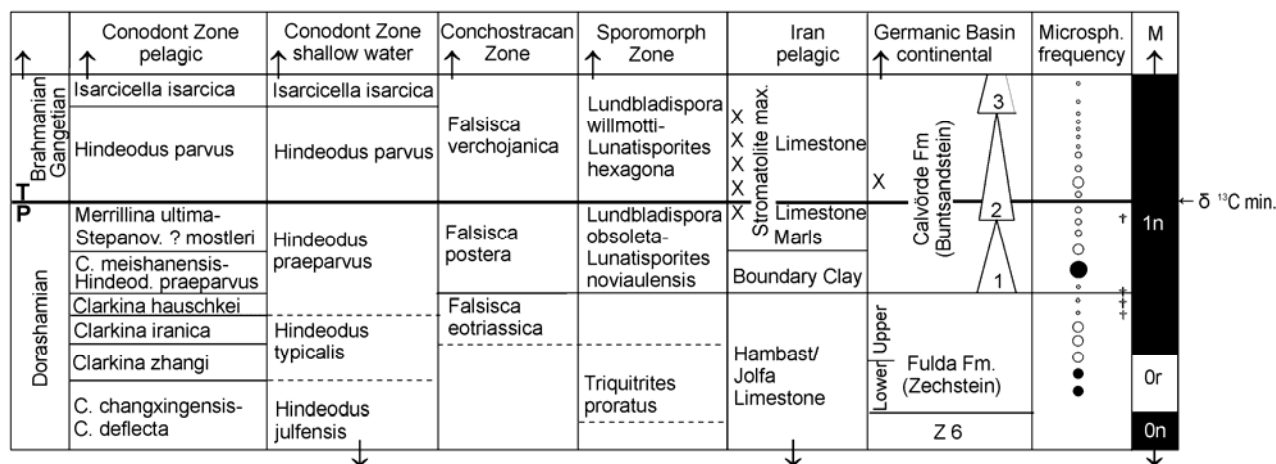 Conodont Zone
pelagic
Conodont Zone
shallow water
Conchostracan
Zone
Sporomorph
Zone
Iran
pelagic
Germanic Basin
continental
Microsph.
frequency
M
Brahmanian
Gangetian
T
P
Dorashamian
Isarcicella isarcica
Hindeodus parvus
Merrillina ultima-
Stepanov. ? mostleri
C. meishanensis-
Hindeod. praeparvus
Clarkina hauschkei
Clarkina iranica
Clarkina zhangi
C. changxingensis-
C. deflecta
Isarcicella isarcica
Hindeodus parvus
Hindeodus
praeparvus
Hindeodus
typicalis
Hindeodus
julfensis
Falsisca
verchojanica
Falsisca
postera
Falsisca
eotriassica
Lundbladispora
willmotti-
Lunatisporites
hexagona
Lundbladispora
obsoleta-
Lunatisporites
noviaulensis
Triquitrites
proratus
X
X
X
X
X
Stromatolite max.
Limestone
Limestone
Marls
Boundary Clay
Hambast/
Jolfa
Limestone
X
Calvörde Fm
(Buntsandstein)
3
2
1
Lower
Upper
Fulda Fm.
(Zechstein)
Z 6
†
†
†
†
1n
0r
0n
← δ ¹³C min.